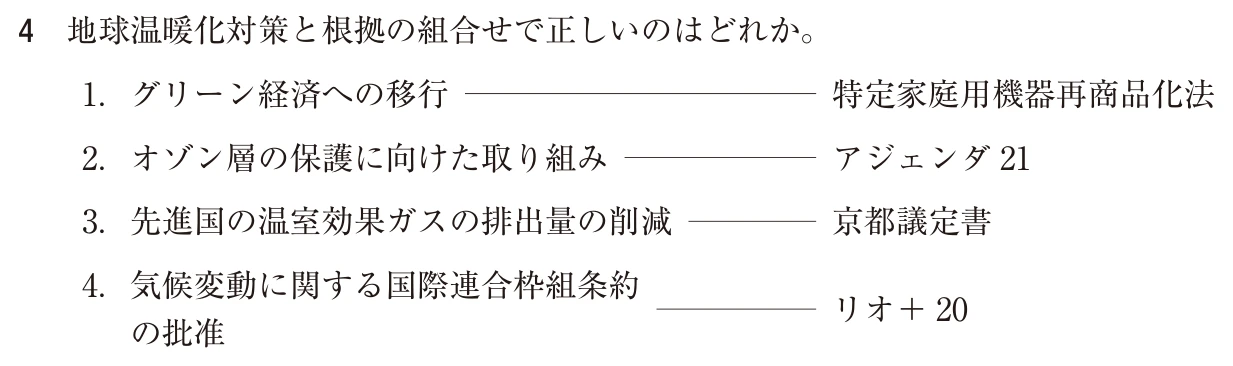 4 地球温暖化対策と根拠の組合せで正しいのはどれか。
1. グリーン経済への移行 ――――――――――― 特定家庭用機器再商品化法
2. オゾン層の保護に向けた取り組み ―――――― アジェンダ 21
3. 先進国の温室効果ガスの排出量の削減 ―――― 京都議定書
4. 気候変動に関する国際連合枠組条約
の批准 ――――― リオ＋ 20